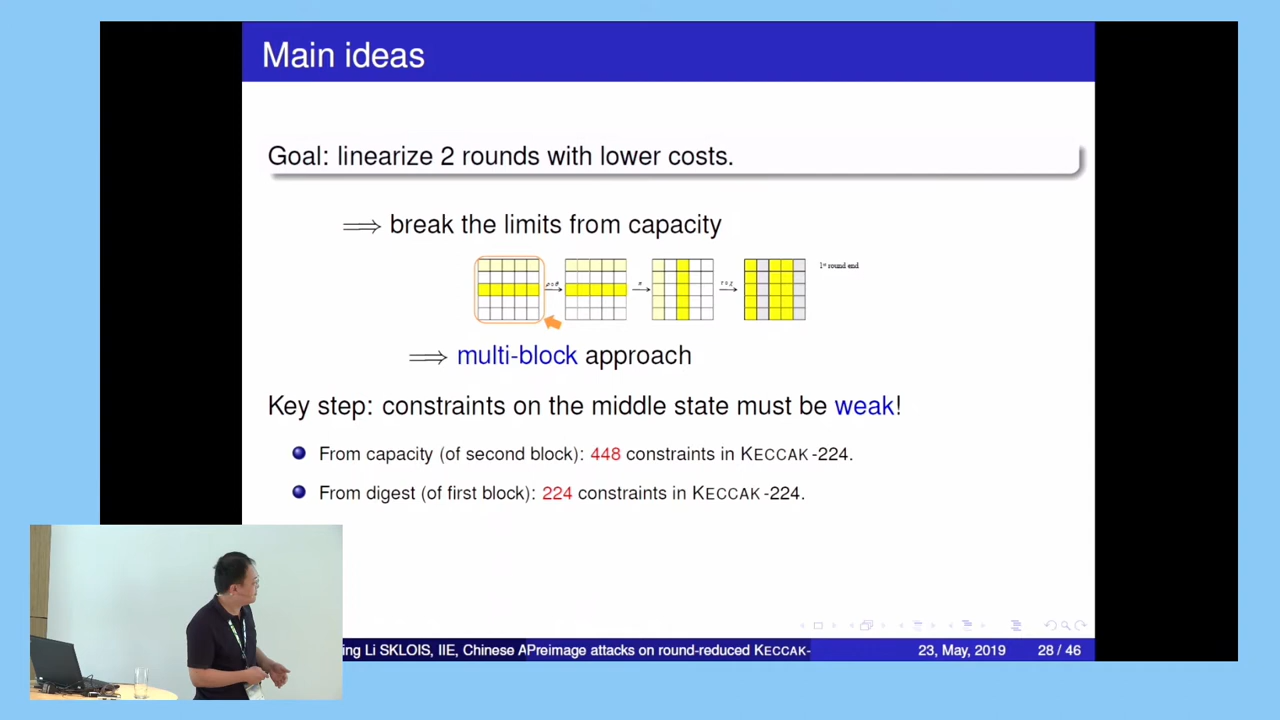 Main ideas
Goal: linearize 2 rounds with lower costs.
⟹ break the limits from capacity
1st round end
⟹ multi-block approach
Key step: constraints on the middle state must be weak!
From capacity (of second block): 448 constraints in KECCAK-224.
From digest (of first block): 224 constraints in KECCAK-224.
ing Li SKLOIS, IIE, Chinese A Preimage attacks on round-reduced KECCAK- 23, May, 2019 28 / 46